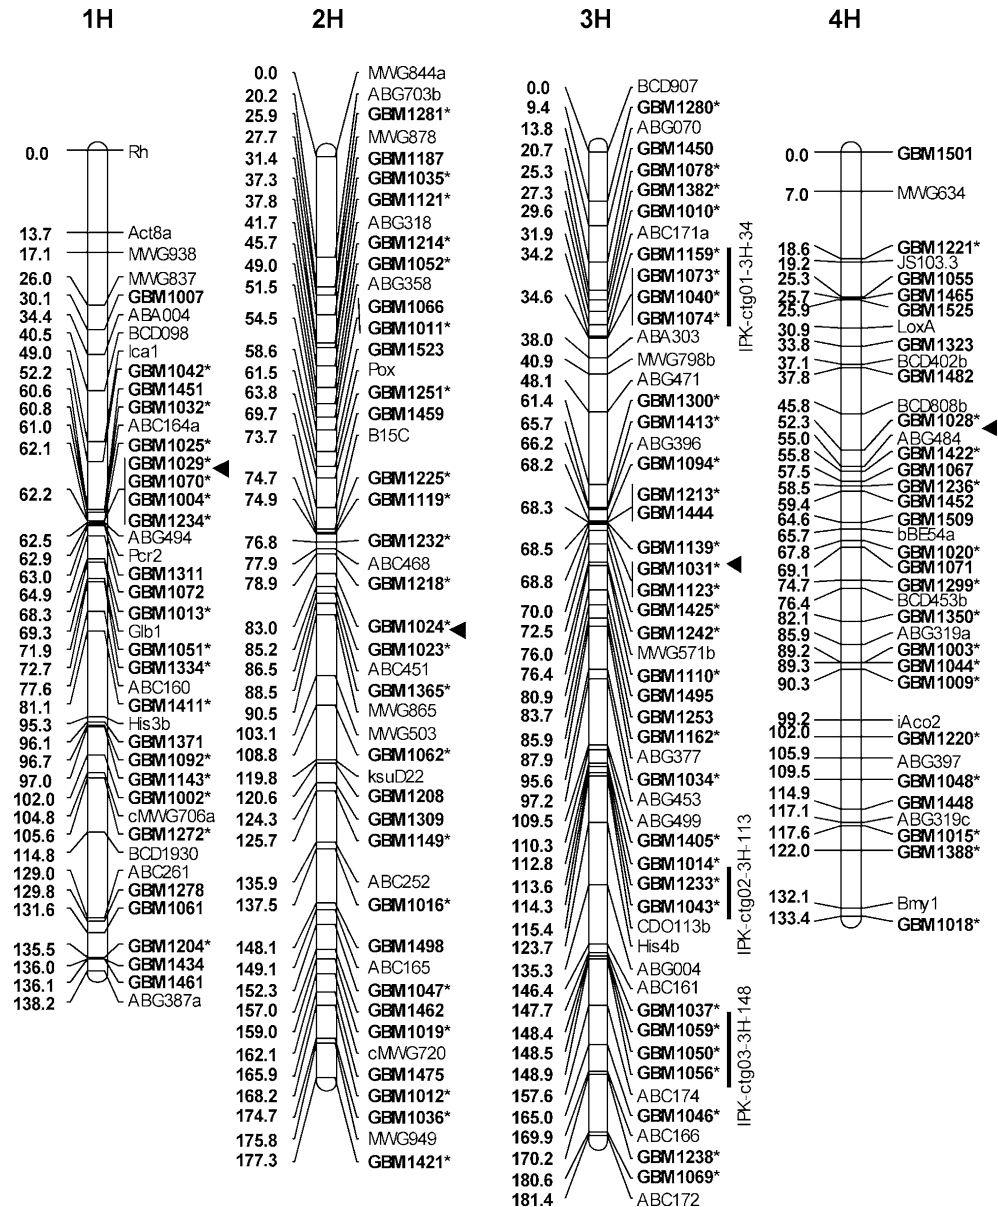 1H
0.0 Rh
13.7 Act8a
17.1 MWG938
26.0 MWG837
30.1 GBM1007
34.4 ABA004
40.5 BCD098
49.0 Ica1
52.2 GBM1042*
60.6 GBM1451
60.8 GBM1032*
61.0 ABC164a
62.1 GBM1025*
GBM1029*
GBM1070*
62.2 GBM1004*
GBM1234*
62.5 ABG494
62.9 Pcr2
63.0 GBM1311
64.9 GBM1072
68.3 GBM1013*
69.3 Glb1
71.9 GBM1051*
72.7 GBM1334*
77.6 ABC160
81.1 GBM1411*
95.3 His3b
96.1 GBM1371
96.7 GBM1092*
97.0 GBM1143*
102.0 GBM1002*
104.8 cMWG706a
105.6 GBM1272*
114.8 BCD1930
129.0 ABC261
129.8 GBM1278
131.6 GBM1061
135.5 GBM1204*
136.0 GBM1434
136.1 GBM1461
138.2 ABG387a
2H
0.0 MWG844a
20.2 ABG703b
25.9 GBM1281*
27.7 MWG878
31.4 GBM1187
37.3 GBM1035*
37.8 GBM1121*
41.7 ABG318
45.7 GBM1214*
49.0 GBM1052*
51.5 ABG358
GBM1066
54.5 GBM1011*
58.6 GBM1523
61.5 Pox
63.8 GBM1251*
69.7 GBM1459
73.7 B15C
74.7 GBM1225*
74.9 GBM1119*
76.8 GBM1232*
77.9 ABC468
78.9 GBM1218*
83.0 GBM1024*
85.2 GBM1023*
86.5 ABC451
88.5 GBM1365*
90.5 MWG865
103.1 MWG503
108.8 GBM1062*
119.8 ksuD22
120.6 GBM1208
124.3 GBM1309
125.7 GBM1149*
135.9 ABC252
137.5 GBM1016*
148.1 GBM1498
149.1 ABC165
152.3 GBM1047*
157.0 GBM1462
159.0 GBM1019*
162.1 cMWG720
165.9 GBM1475
168.2 GBM1012*
174.7 GBM1036*
175.8 MWG949
177.3 GBM1421*
3H
0.0 BCD907
9.4 GBM1280*
13.8 ABG070
20.7 GBM1450
25.3 GBM1078*
27.3 GBM1382*
29.6 GBM1010*
31.9 ABC171a
34.2 GBM1159*
GBM1073*
34.6 GBM1040*
GBM1074*
IPK-ctg01-3H-34
38.0 ABA303
40.9 MWG798b
48.1 ABG471
61.4 GBM1300*
65.7 GBM1413*
66.2 ABG396
68.2 GBM1094*
GBM1213*
68.3 GBM1444
68.5 GBM1139*
GBM1031*
68.8 GBM1123*
70.0 GBM1425*
72.5 GBM1242*
76.0 MWG571b
76.4 GBM1110*
80.9 GBM1495
83.7 GBM1253
85.9 GBM1162*
87.9 ABG377
95.6 GBM1034*
97.2 ABG453
109.5 ABG499
110.3 GBM1405*
112.8 GBM1014*
113.6 GBM1233*
114.3 GBM1043*
IPK-ctg02-3H-113
115.4 CDO113b
123.7 His4b
135.3 ABG004
146.4 ABC161
147.7 GBM1037*
148.4 GBM1059*
148.5 GBM1050*
148.9 GBM1056*
IPK-ctg03-3H-148
157.6 ABC174
165.0 GBM1046*
169.9 ABC166
170.2 GBM1238*
180.6 GBM1069*
181.4 ABC172
4H
0.0 GBM1501
7.0 MWG634
18.6 GBM1221*
19.2 JS103.3
25.3 GBM1055
25.7 GBM1465
25.9 GBM1525
30.9 LoxA
33.8 GBM1323
37.1 BCD402b
37.8 GBM1482
45.8 BCD808b
52.3 GBM1028*
55.0 ABG484
55.8 GBM1422*
57.5 GBM1067
58.5 GBM1236*
59.4 GBM1452
64.6 GBM1509
65.7 bBE54a
67.8 GBM1020*
69.1 GBM1071
74.7 GBM1299*
76.4 BCD453b
82.1 GBM1350*
85.9 ABG319a
89.2 GBM1003*
89.3 GBM1044*
90.3 GBM1009*
99.2 iAco2
102.0 GBM1220*
105.9 ABG397
109.5 GBM1048*
114.9 GBM1448
117.1 ABG319c
117.6 GBM1015*
122.0 GBM1388*
132.1 Bmy1
133.4 GBM1018*